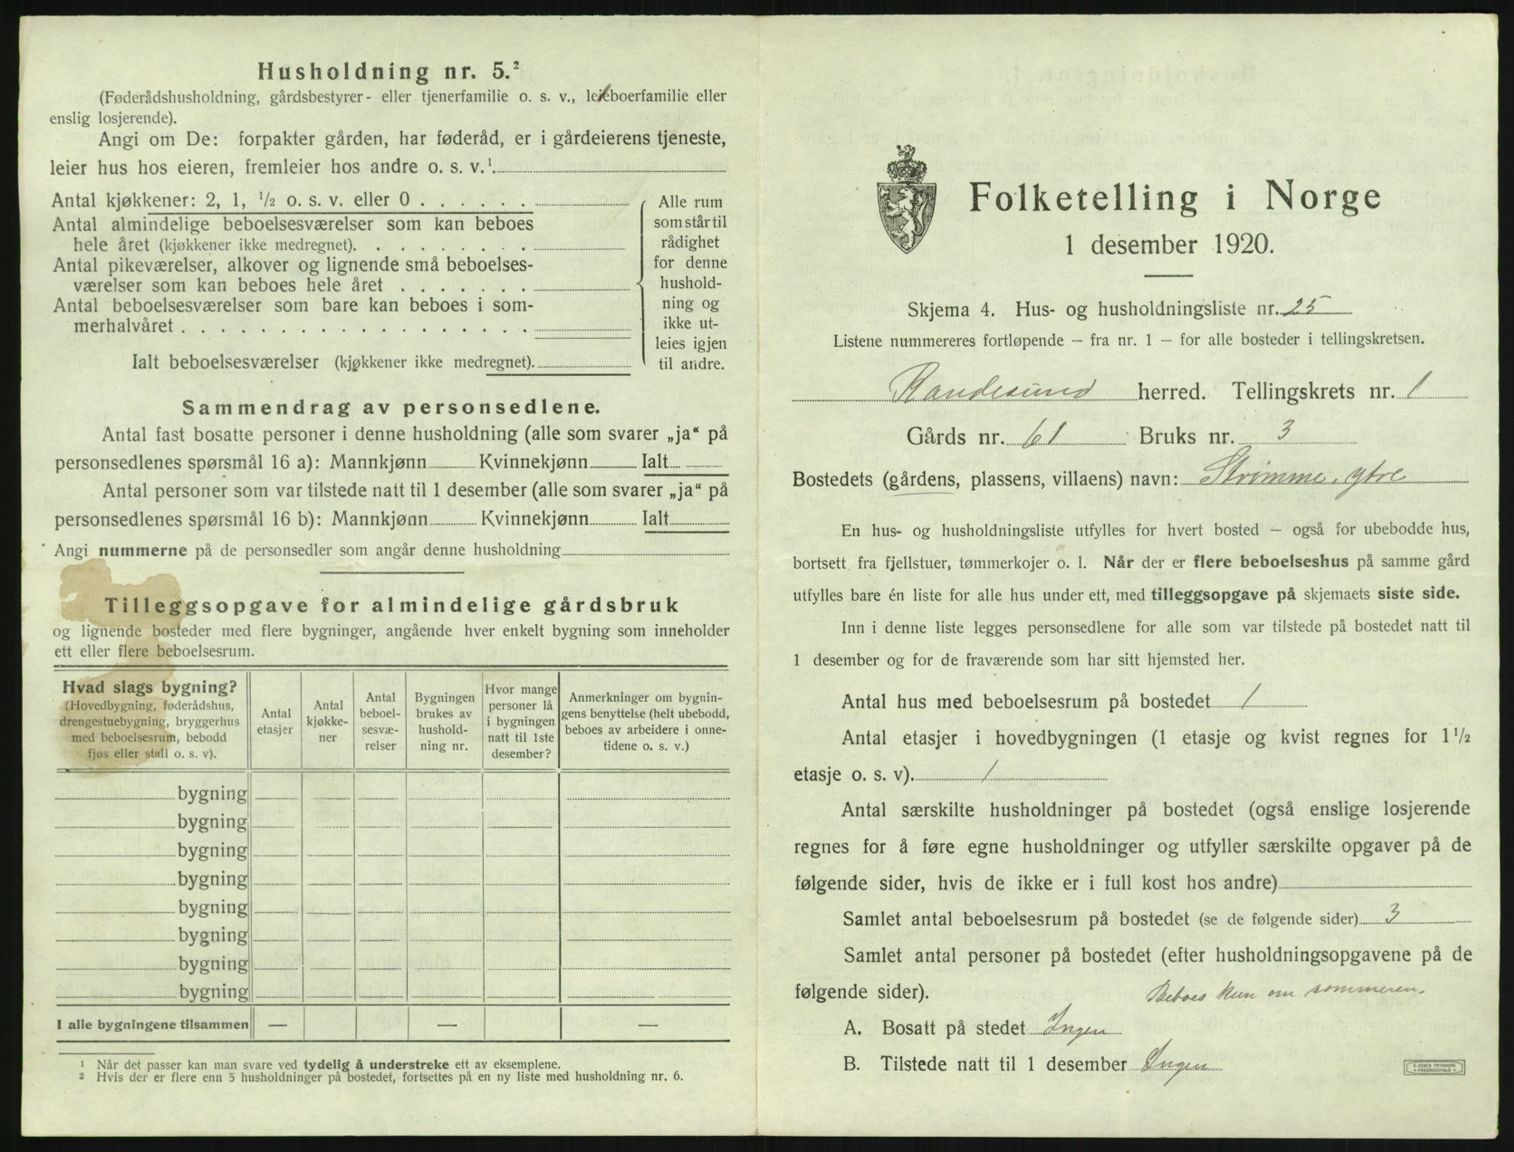 Husholdning nr. 5.²
(Føderådshusholdning, gårdsbestyrer- eller tjenerfamilie o. s. v., leieboerfamilie eller
enslig losjerende).
Angi om De: forpakter gården, har føderåd, er i gårdeierens tjeneste,
leier hus hos eieren, fremleier hos andre o. s. v.¹.
Antal kjøkkener: 2, 1, ½ o. s. v. eller 0 . . . . . .
Antal almindelige beboelsesværelser som kan beboes
hele året (kjøkkener ikke medregnet). . . . . . . .
Antal pikeværelser, alkover og lignende små beboelses-
værelser som kan beboes hele året . . . . . . .
Antal beboelsesværelser som bare kan beboes i som-
merhalvåret . . . . . . . . . . . . . . . . .
Ialt beboelsesværelser (kjøkkener ikke medregnet).
Alle rum
som står til
rådighet
for denne
hushold-
ning og
ikke ut-
leies igjen
til andre.
Sammendrag av personsedlene.
Antal fast bosatte personer i denne husholdning (alle som svarer „ja“ på
personsedlenes spørsmål 16 a): Mannkjønn Kvinnekjønn Ialt
Antal personer som var tilstede natt til 1 desember (alle som svarer „ja“ på
personsedlenes spørsmål 16 b): Mannkjønn Kvinnekjønn Ialt
Angi nummerne på de personsedler som angår denne husholdning
Tilleggsopgave for almindelige gårdsbruk
og lignende bosteder med flere bygninger, angående hver enkelt bygning som inneholder
ett eller flere beboelsesrum.
Hvad slags bygning?
(Hovedbygning, føderådshus,
drengestuebygning, bryggerhus
med beboelsesrum, bebodd
fjøs eller stall o. s. v).
Antal
etasjer
Antal
kjøkke-
ner
Antal
beboel-
sesvæ-
relser
Bygningen
brukes av
hushold-
ning nr.
Hvor mange
personer lå
i bygningen
natt til 1ste
desember?
Anmerkninger om bygnin-
gens benyttelse (helt ubebodd,
beboes av arbeidere i onne-
tidene o. s. v.)
bygning
bygning
bygning
bygning
bygning
bygning
bygning
bygning
I alle bygningene tilsammen — — —
¹ Når det passer kan man svare ved tydelig å understreke ett av eksemplene.
² Hvis der er flere enn 5 husholdninger på bostedet, fortsettes på en ny liste med husholdning nr. 6.
Folketelling i Norge
1 desember 1920.
Skjema 4. Hus- og husholdningsliste nr. 25
Listene nummereres fortløpende – fra nr. 1 – for alle bosteder i tellingskretsen.
Randesund herred. Tellingskrets nr. 1
Gårds nr. 61 Bruks nr. 3
Bostedets (gårdens, plassens, villaens) navn: Strømme, ytre
En hus- og husholdningsliste utfylles for hvert bosted – også for ubebodde hus,
bortsett fra fjellstuer, tømmerkojer o. l. Når der er flere beboelseshus på samme gård
utfylles bare én liste for alle hus under ett, med tilleggsopgave på skjemaets siste side.
Inn i denne liste legges personsedlene for alle som var tilstede på bostedet natt til
1 desember og for de fraværende som har sitt hjemsted her.
Antal hus med beboelsesrum på bostedet 1
Antal etasjer i hovedbygningen (1 etasje og kvist regnes for 1½
etasje o. s. v). 1
Antal særskilte husholdninger på bostedet (også enslige losjerende
regnes for å føre egne husholdninger og utfyller særskilte opgaver på de
følgende sider, hvis de ikke er i full kost hos andre)
Samlet antal beboelsesrum på bostedet (se de følgende sider) 3
Samlet antal personer på bostedet (efter husholdningsopgavene på de
følgende sider). Beboes kun om sommeren.
A. Bosatt på stedet Ingen
B. Tilstede natt til 1 desember Ingen